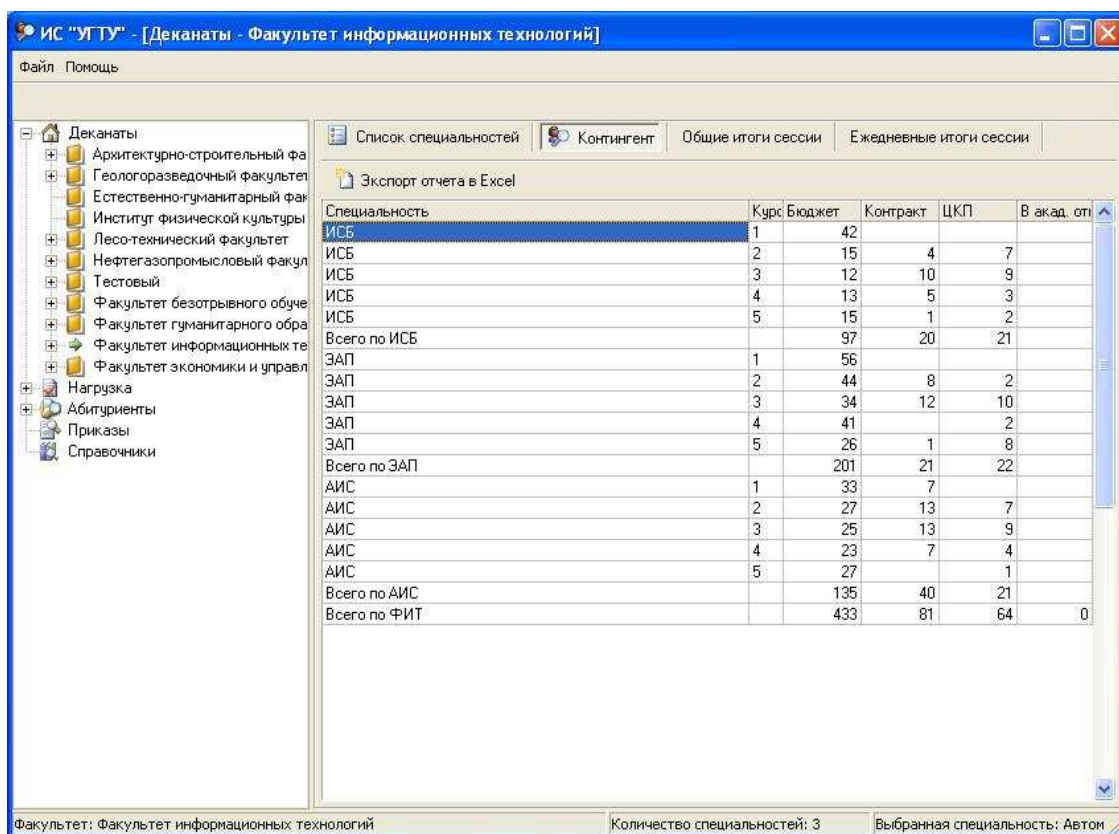 ИС "УГТУ" - [Деканаты - Факультет информационных технологий]
Файл Помощь
Деканаты
Архитектурно-строительный фа
Геологоразведочный факультет
Естественно-гуманитарный фак
Институт физической культуры
Лесо-технический факультет
Нефтегазопромысловый факул
Тестовый
Факультет безотрывного обуче
Факультет гуманитарного обра
Факультет информационных те
Факультет экономики и управл
Нагрузка
Абитуриенты
Приказы
Справочники
Список специальностей Контингент Общие итоги сессии Ежедневные итоги сессии
Экспорт отчета в Excel
Специальность Курс Бюджет Контракт ЦКП В акад. отп
ИСБ 1 42
ИСБ 2 15 4 7
ИСБ 3 12 10 9
ИСБ 4 13 5 3
ИСБ 5 15 1 2
Всего по ИСБ 97 20 21
ЭАП 1 56
ЭАП 2 44 8 2
ЭАП 3 34 12 10
ЭАП 4 41 2
ЭАП 5 26 1 8
Всего по ЭАП 201 21 22
АИС 1 33 7
АИС 2 27 13 7
АИС 3 25 13 9
АИС 4 23 7 4
АИС 5 27 1
Всего по АИС 135 40 21
Всего по ФИТ 433 81 64 0
Факультет: Факультет информационных технологий Количество специальностей: 3 Выбранная специальность: Автом